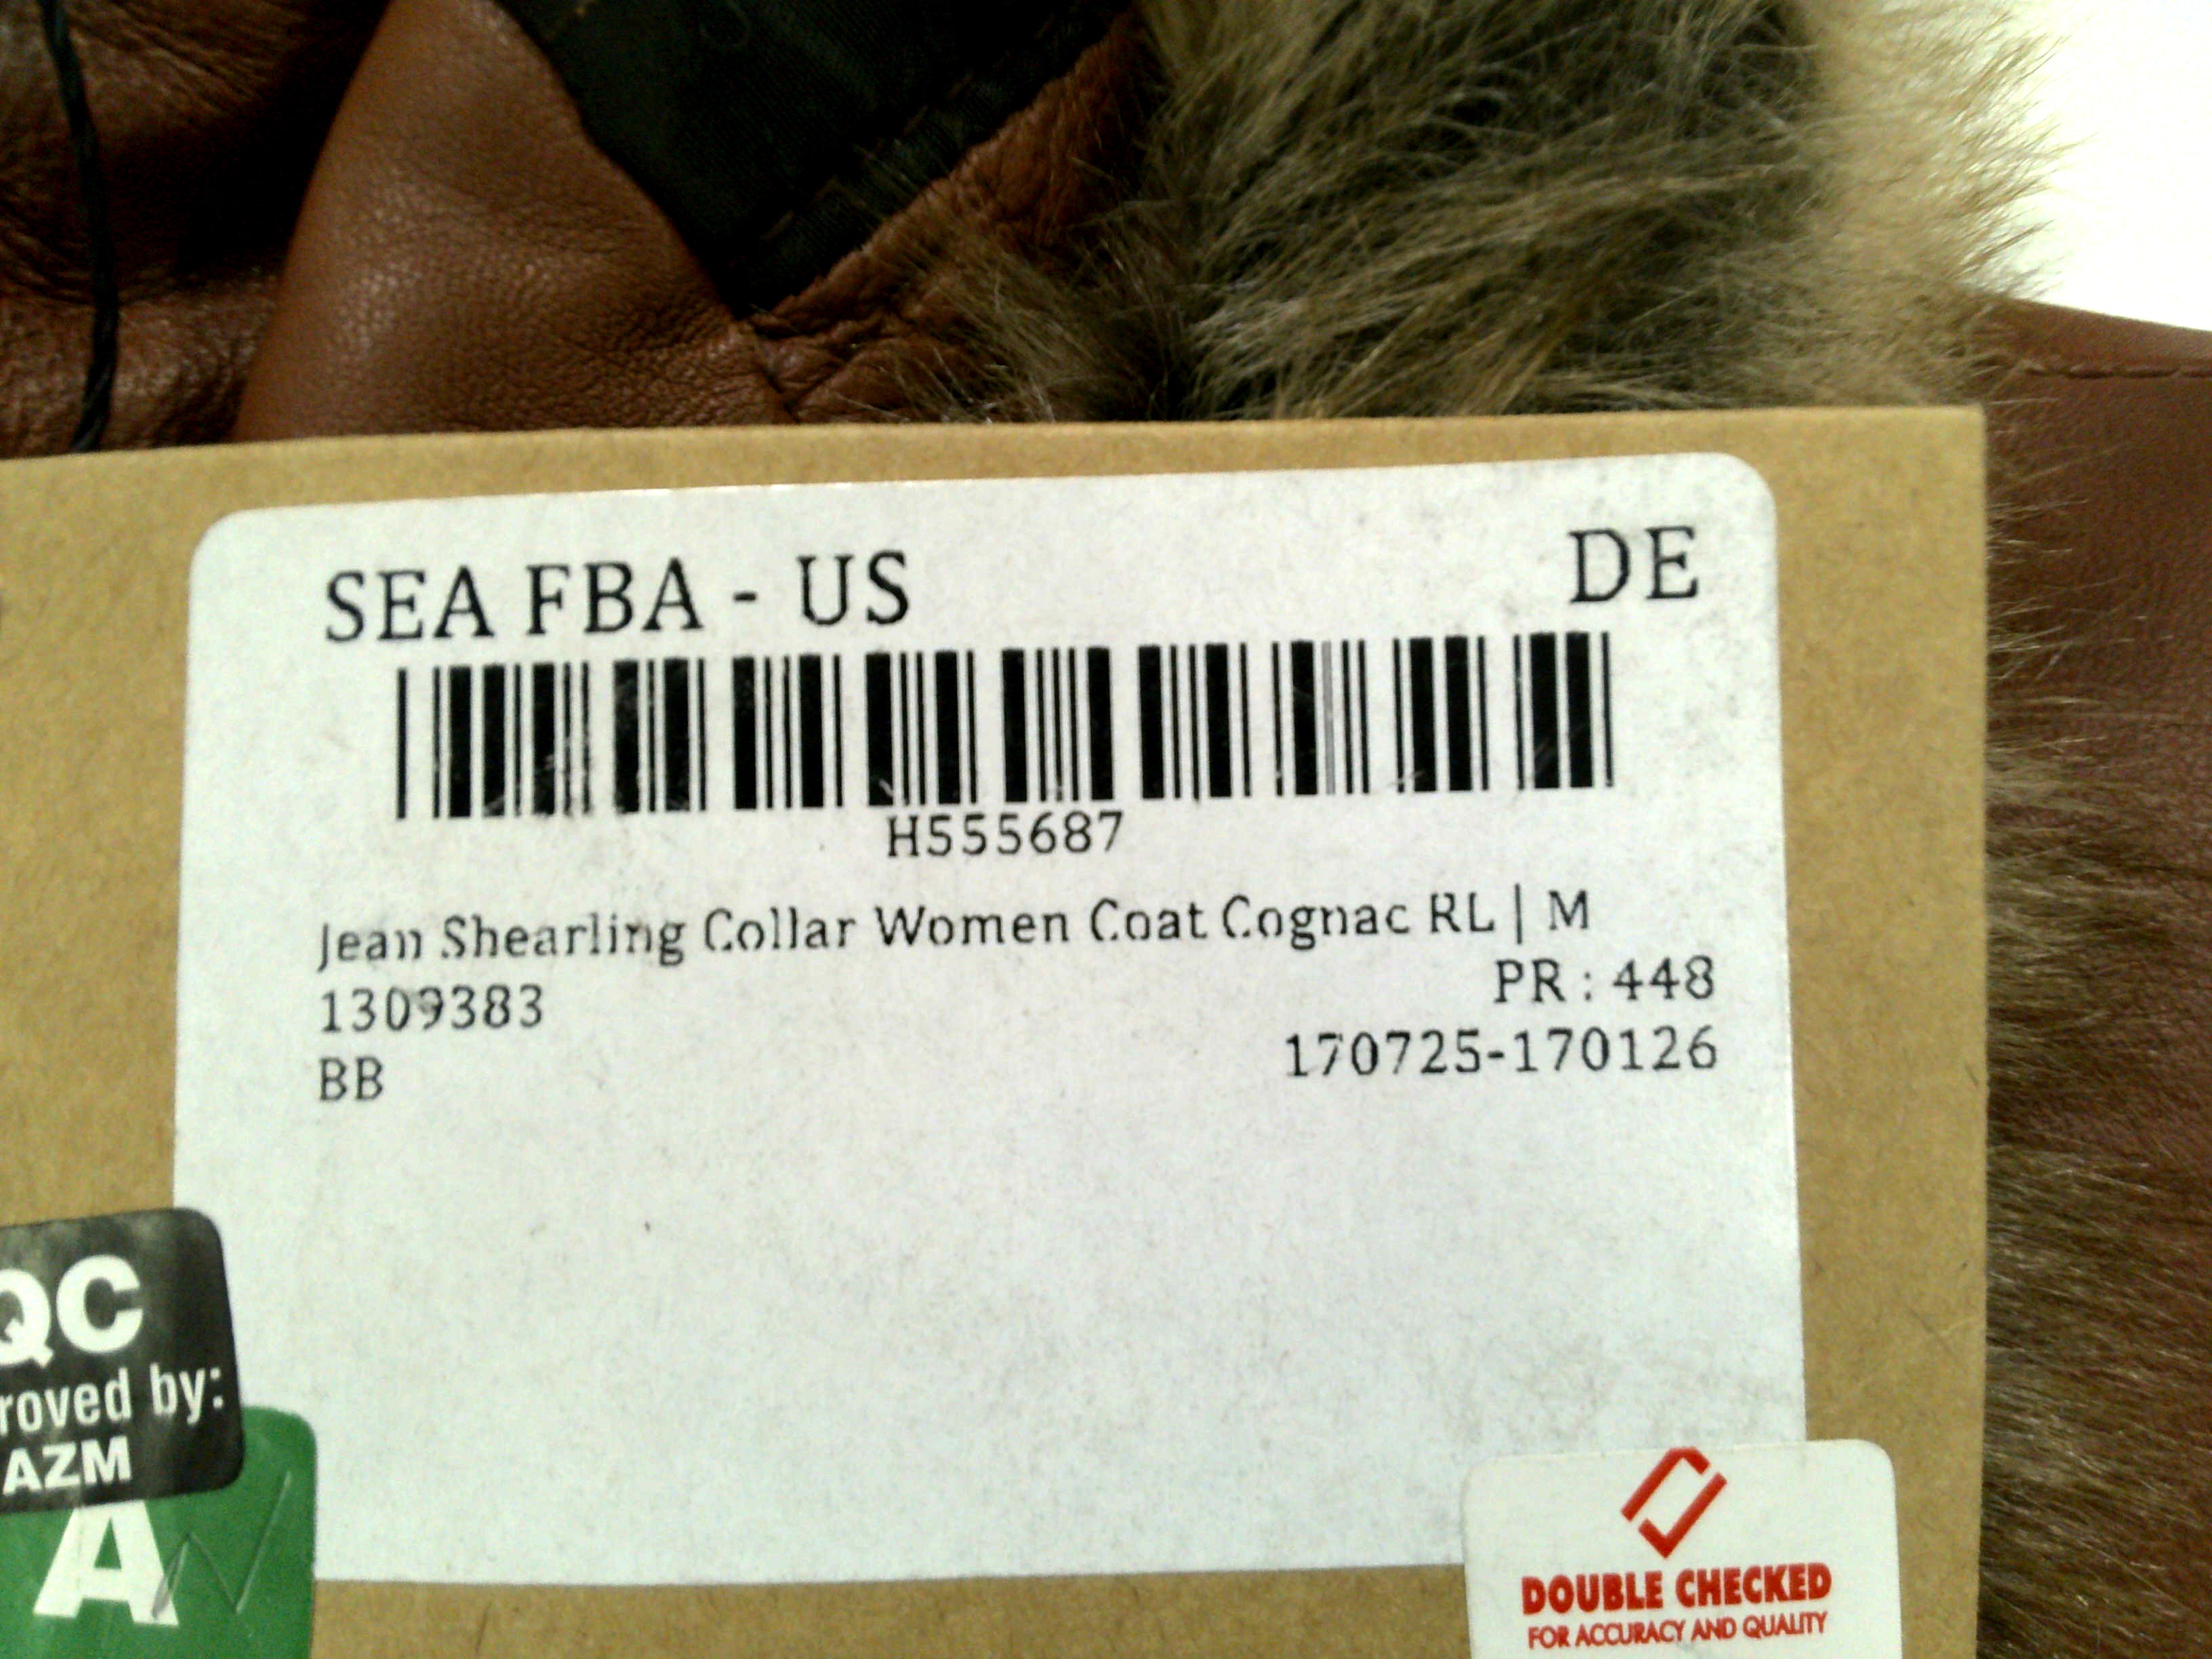 SEA FBA - US DE
H555687
Jean Shearling Collar Women Coat Cognac RL | M
PR : 448
1309383
170725-170126
BB
QC
roved by:
AZM
A
DOUBLE CHECKED
FOR ACCURACY AND QUALITY